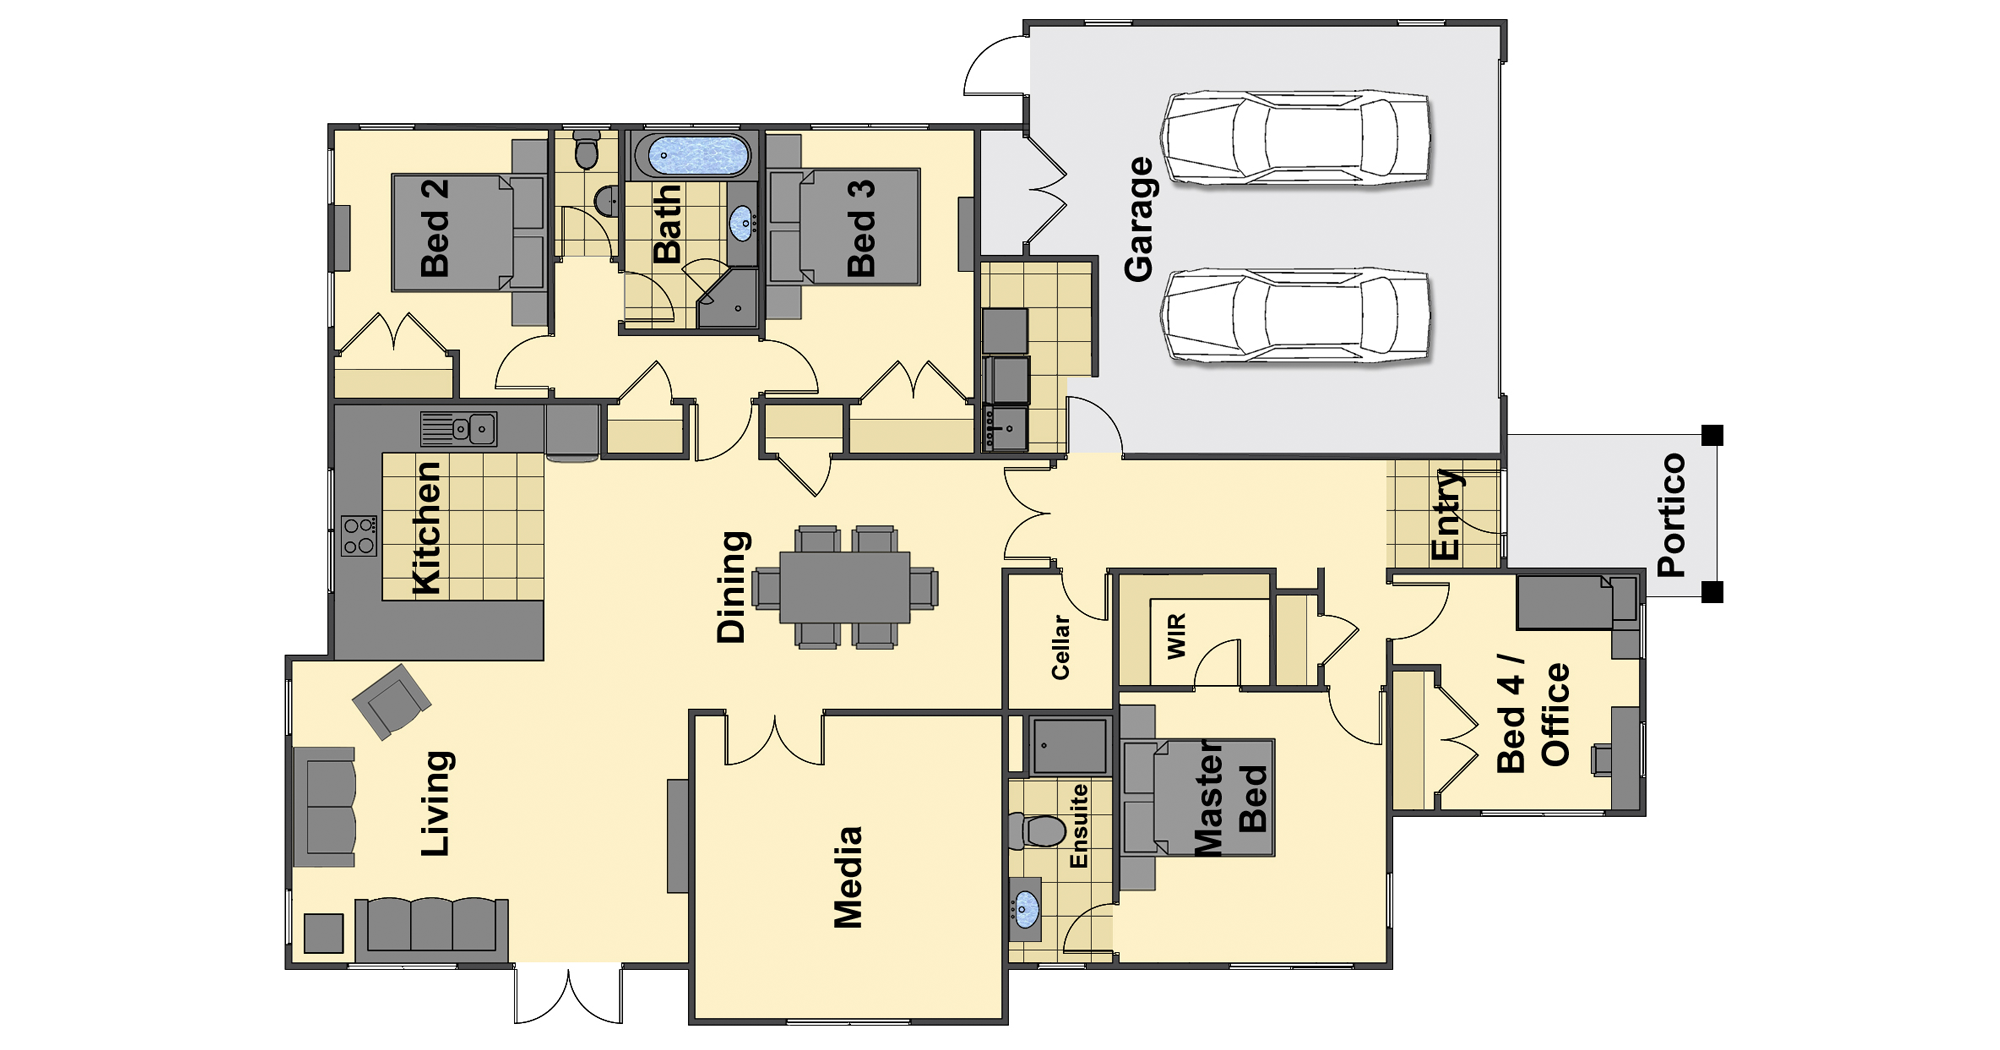 Bed 2
Bath
Bed 3
Garage
Kitchen
Dining
Entry
Portico
Cellar
WIR
Bed 4 /
Office
Living
Media
Ensuite
Master
Bed